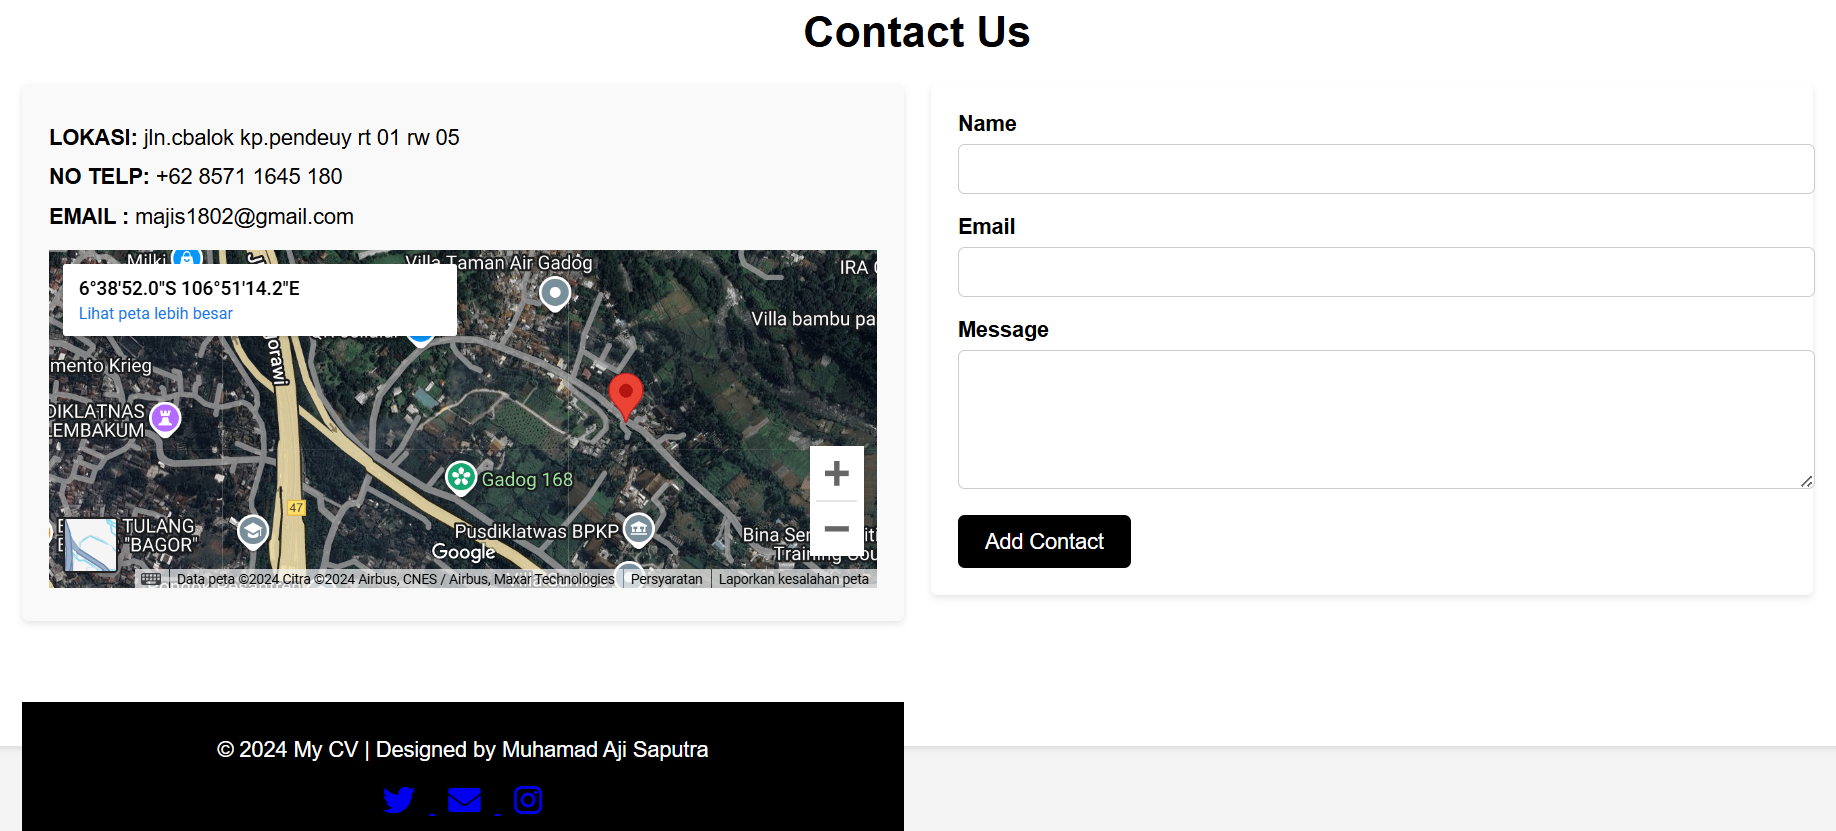 Contact Us
LOKASI: jln.cbalok kp.pendeuy rt 01 rw 05
NO TELP: +62 8571 1645 180
EMAIL : majis1802@gmail.com
Milki
Villa Taman Air Gadog
IRA
6°38'52.0"S 106°51'14.2"E
Lihat peta lebih besar
Villa bambu pa
gorawi
mento Krieg
DIKLATNAS
LEMBAKUM
Gadog 168
47
TULANG
"BAGOR"
Pusdiklatwas BPKP
Bina Ser
Training
Google
Data peta ©2024 Citra ©2024 Airbus, CNES / Airbus, Maxar Technologies
Persyaratan
Laporkan kesalahan peta
Name
Email
Message
Add Contact
© 2024 My CV | Designed by Muhamad Aji Saputra